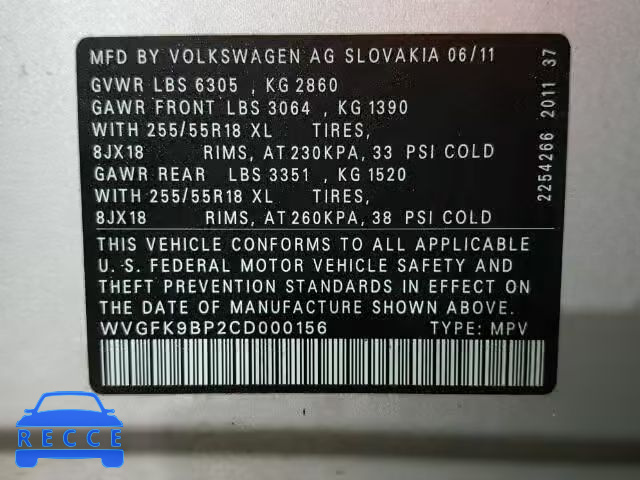 MFD BY VOLKSWAGEN AG SLOVAKIA 06/11
GVWR LBS 6305 , KG 2860
GAWR FRONT LBS 3064 , KG 1390
WITH 255/55R18 XL TIRES,
8JX18 RIMS, AT 230KPA, 33 PSI COLD
GAWR REAR LBS 3351 , KG 1520
WITH 255/55R18 XL TIRES,
8JX18 RIMS, AT 260KPA, 38 PSI COLD
THIS VEHICLE CONFORMS TO ALL APPLICABLE
U. S. FEDERAL MOTOR VEHICLE SAFETY AND
THEFT PREVENTION STANDARDS IN EFFECT ON
THE DATE OF MANUFACTURE SHOWN ABOVE.
WVGFK9BP2CD000156 TYPE: MPV
2254266 2011 37
RECCE